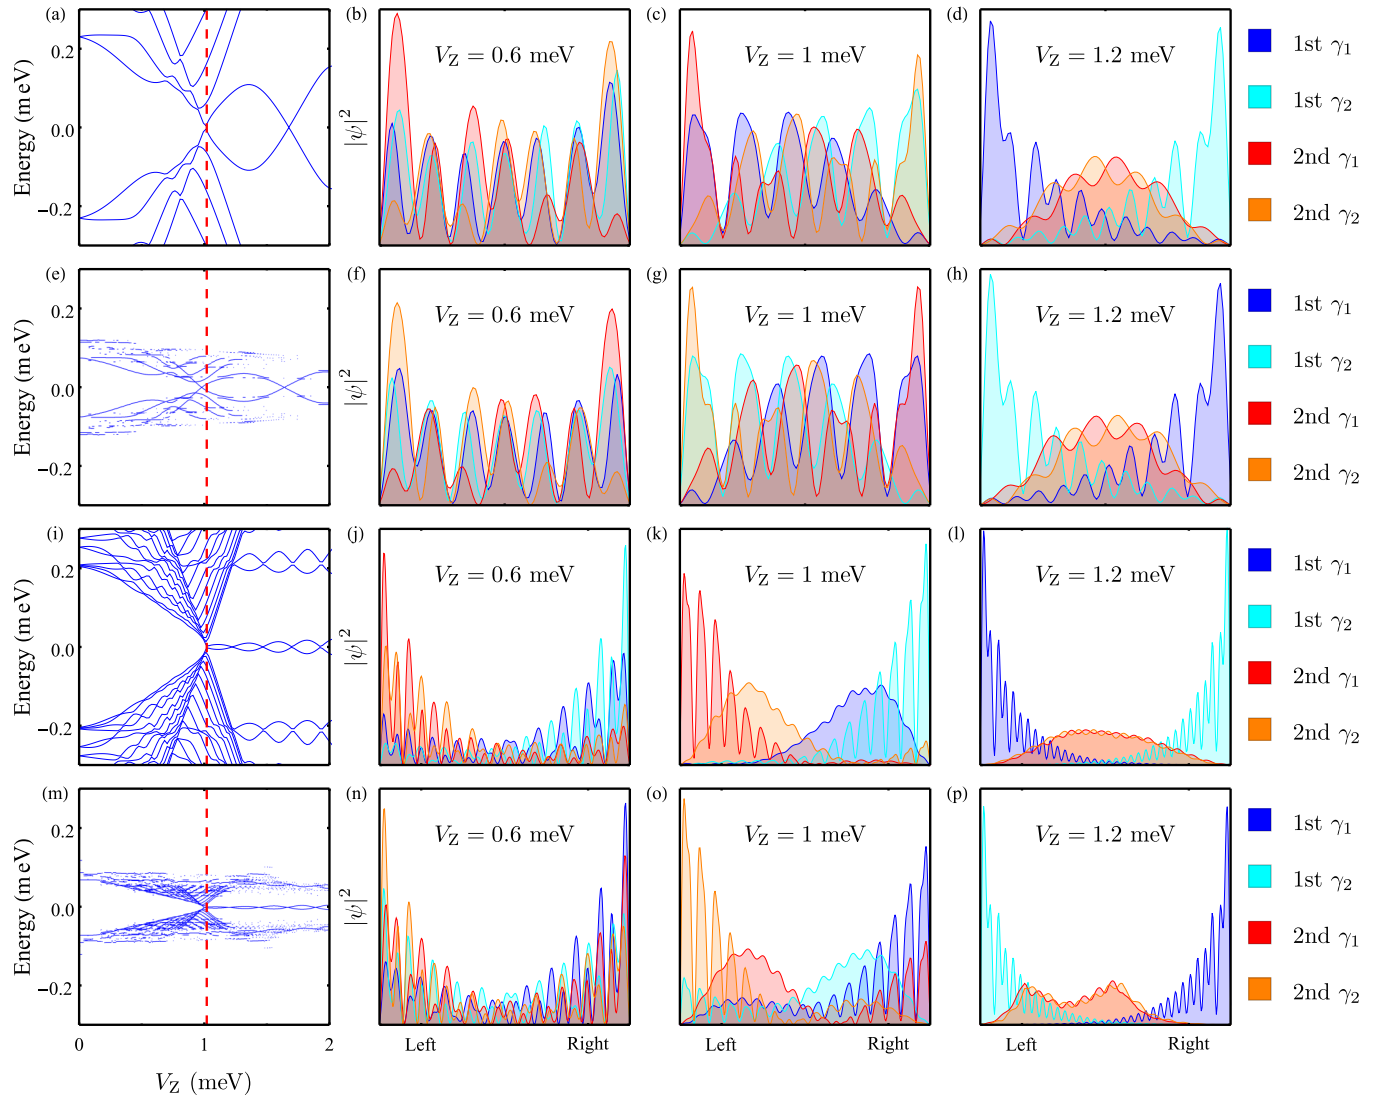 (a) (b) (c) (d)
Energy (meV)
0.2
0.0
−0.2
|ψ|²
V_Z = 0.6 meV
V_Z = 1 meV
V_Z = 1.2 meV
1st γ₁
1st γ₂
2nd γ₁
2nd γ₂
(e) (f) (g) (h)
Energy (meV)
0.2
0.0
−0.2
|ψ|²
V_Z = 0.6 meV
V_Z = 1 meV
V_Z = 1.2 meV
1st γ₁
1st γ₂
2nd γ₁
2nd γ₂
(i) (j) (k) (l)
Energy (meV)
0.2
0.0
−0.2
|ψ|²
V_Z = 0.6 meV
V_Z = 1 meV
V_Z = 1.2 meV
1st γ₁
1st γ₂
2nd γ₁
2nd γ₂
(m) (n) (o) (p)
Energy (meV)
0.2
0.0
−0.2
|ψ|²
V_Z = 0.6 meV
V_Z = 1 meV
V_Z = 1.2 meV
1st γ₁
1st γ₂
2nd γ₁
2nd γ₂
0 1 2
V_Z (meV)
Left Right
Left Right
Left Right